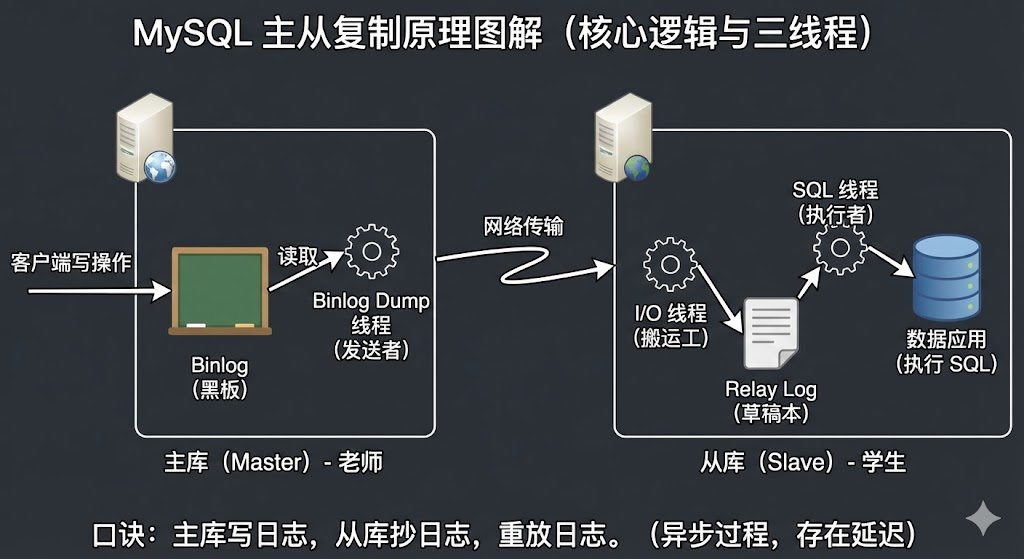 MySQL 主从复制原理图解（核心逻辑与三线程）
客户端写操作
读取
Binlog
（黑板）
Binlog Dump
线程
（发送者）
主库（Master）- 老师
网络传输
I/O 线程
（搬运工）
Relay Log
（草稿本）
SQL 线程
（执行者）
数据应用
（执行 SQL）
从库（Slave）- 学生
口诀：主库写日志，从库抄日志，重放日志。（异步过程，存在延迟）